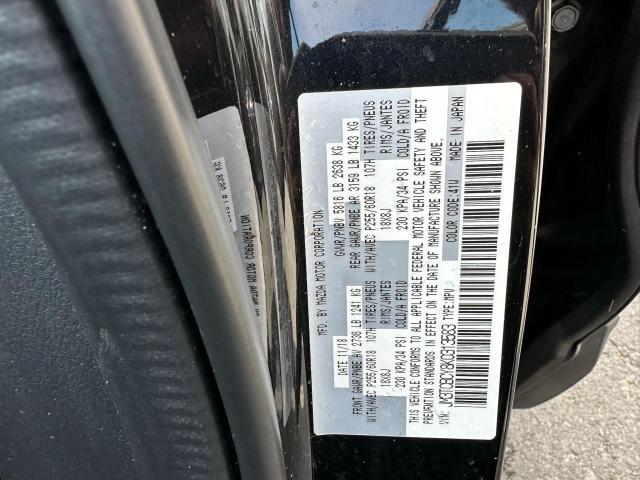 MFD. BY MAZDA MOTOR CORPORATION
DATE 11/18 GVWR/PNBV 5816 LB 2638 KG
FRONT GAWR/PNBE AV 2736 LB 1241 KG REAR GAWR/PNBE AR 3159 LB 1433 KG
WITH/AVEC P255/60R18 107H TIRES/PNEUS WITH/AVEC P255/60R18 107H TIRES/PNEUS
18X8J RIMS/JANTES 18X8J RIMS/JANTES
230 KPA/34 PSI COLD/A FROID 230 KPA/34 PSI COLD/A FROID
THIS VEHICLE CONFORMS TO ALL APPLICABLE FEDERAL MOTOR VEHICLE SAFETY AND THEFT
PREVENTION STANDARDS IN EFFECT ON THE DATE OF MANUFACTURE SHOWN ABOVE.
COLOR CODE:41W MADE IN JAPAN
V.I.N.: TYPE:MPV